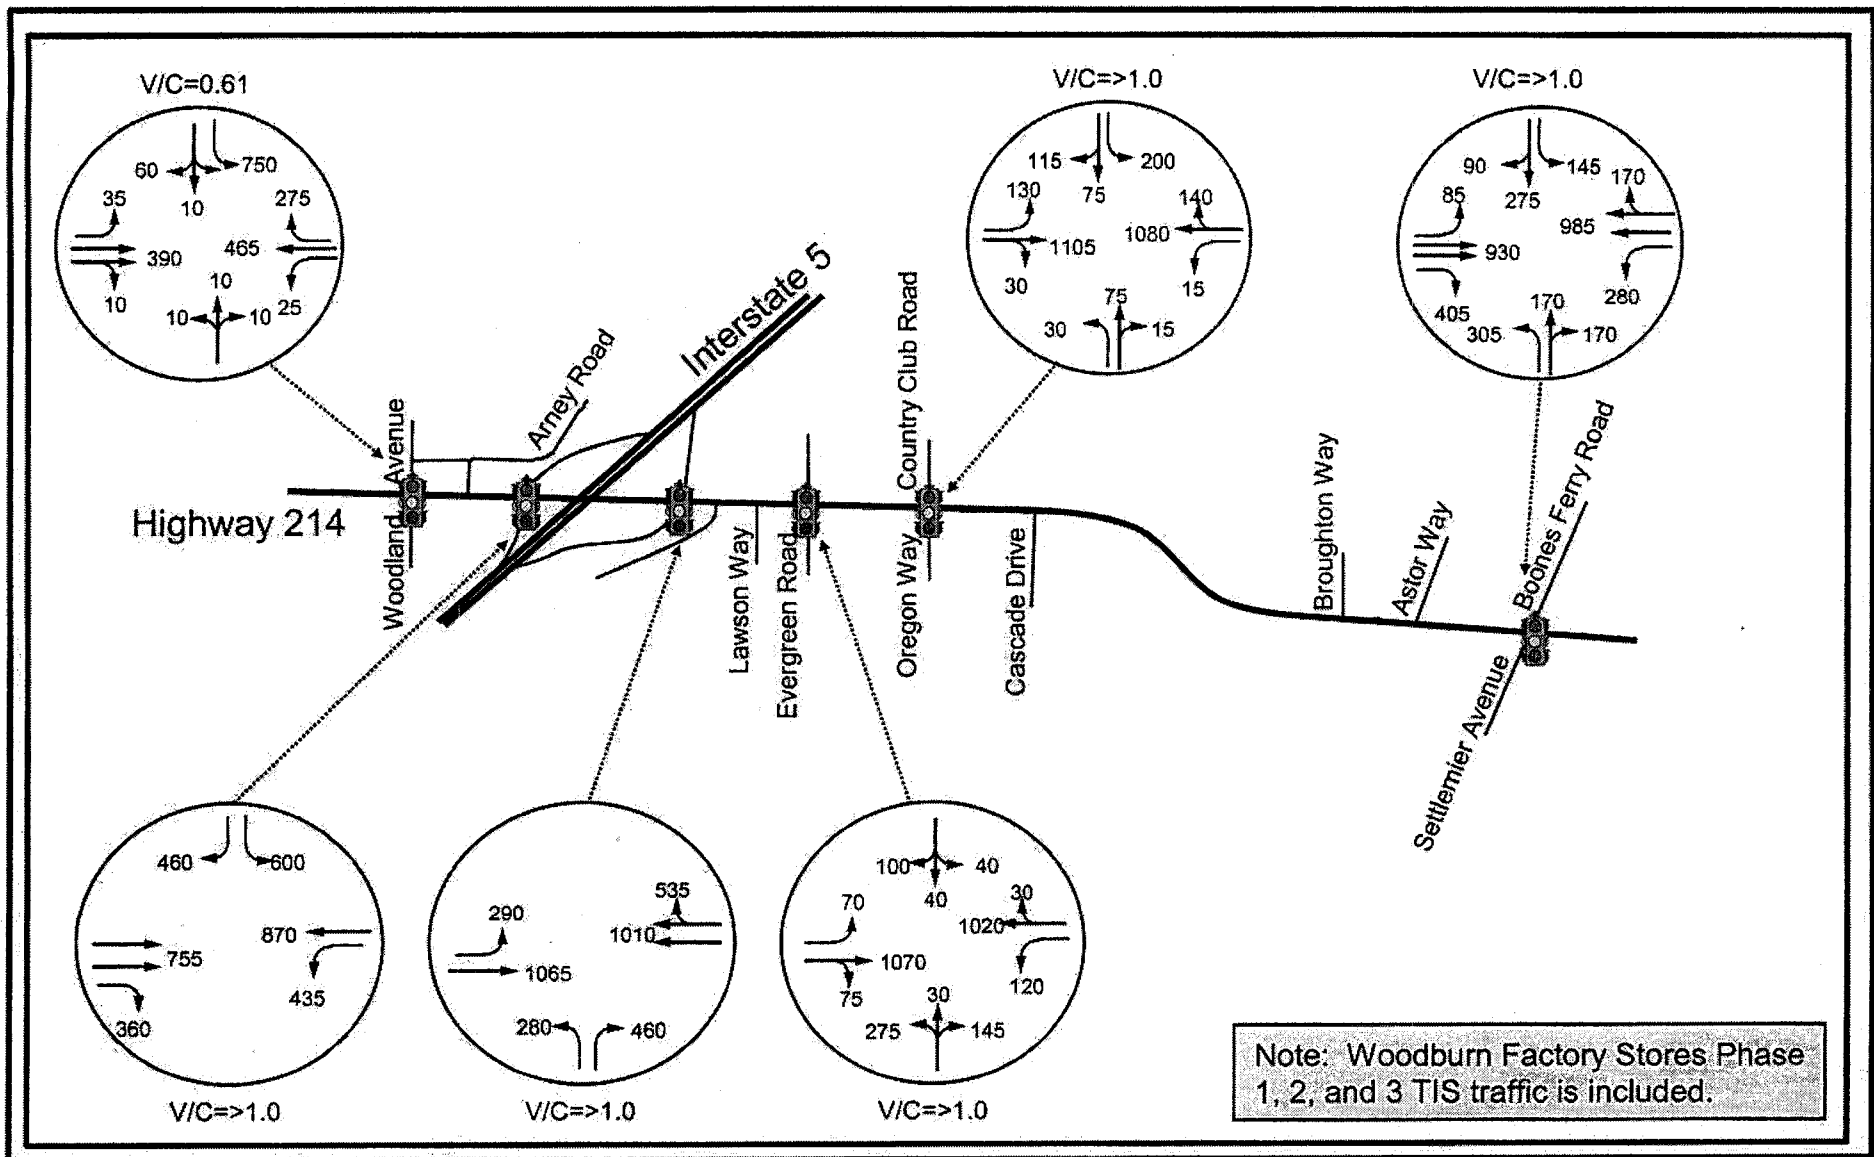 V/C=0.61
60
750
10
35
275
390
465
10
10
25
10
10
V/C=>1.0
115
200
75
130
140
1105
1080
30
15
75
30
15
V/C=>1.0
90
145
275
85
170
985
930
405
280
170
305
170
Interstate 5
Arney Road
Woodland Avenue
Highway 214
Lawson Way
Evergreen Road
Country Club Road
Oregon Way
Cascade Drive
Broughton Way
Astor Way
Boones Ferry Road
Settlemier Avenue
460
600
870
755
435
360
V/C=>1.0
535
290
1010
1065
280
460
V/C=>1.0
100
40
40
70
30
1020
1070
75
120
30
275
145
V/C=>1.0
Note: Woodburn Factory Stores Phase
1, 2, and 3 TIS traffic is included.